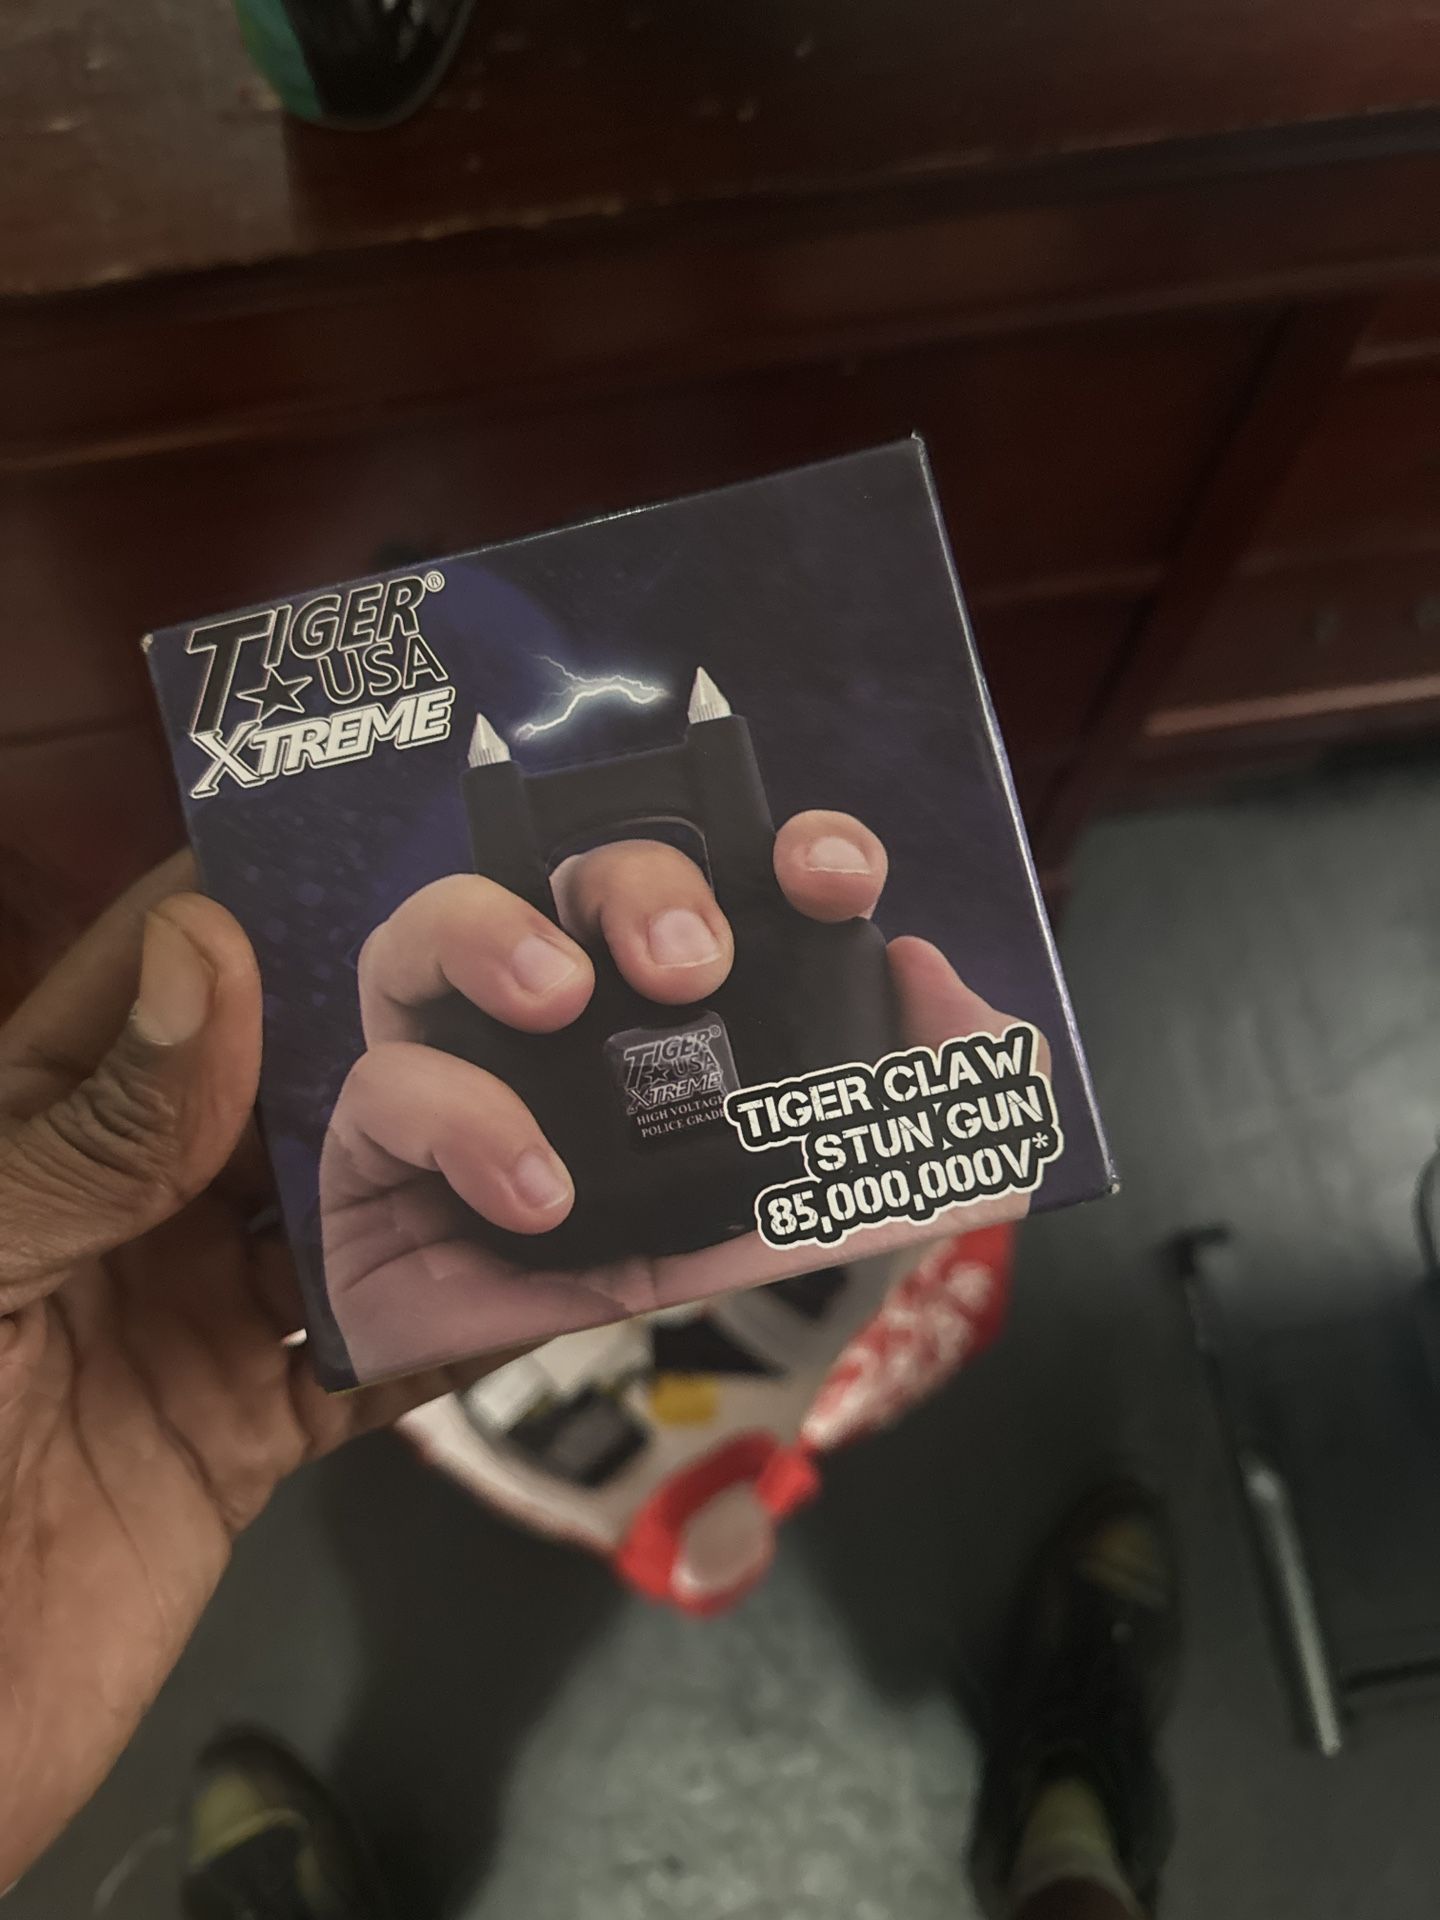 TIGER®
USA
XTREME
TIGER®
USA
XTREME
HIGH VOLTAGE
POLICE GRADE
TIGER CLAW
STUN GUN
85,000,000V*